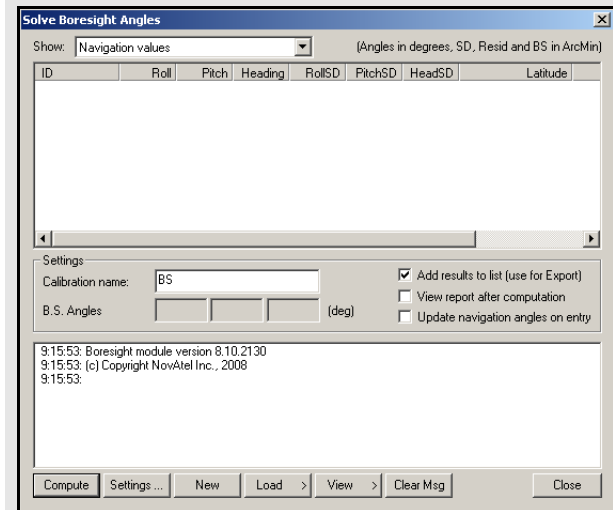 Solve Boresight Angles
Show: Navigation values (Angles in degrees, SD, Resid and BS in ArcMin)
ID Roll Pitch Heading RollSD PitchSD HeadSD Latitude
Settings
Calibration name: BS
Add results to list (use for Export)
View report after computation
B.S. Angles (deg)
Update navigation angles on entry
9:15:53: Boresight module version 8.10.2130
9:15:53: (c) Copyright NovAtel Inc., 2008
9:15:53:
Compute Settings ... New Load > View > Clear Msg Close